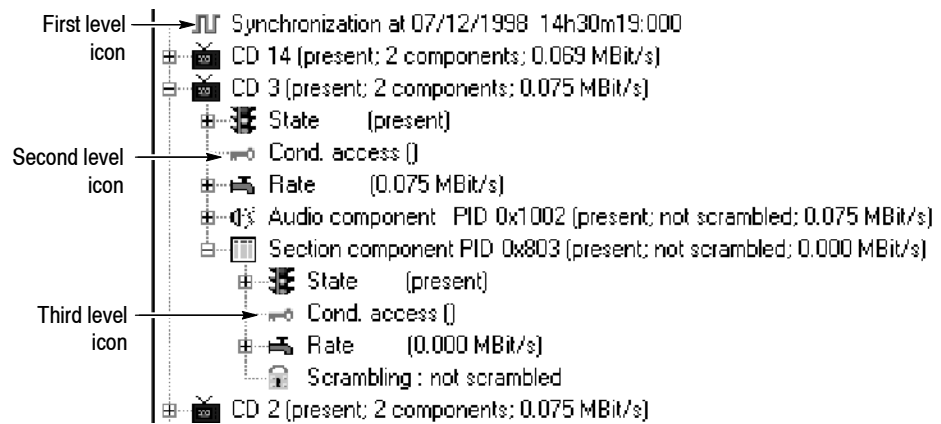 First level icon
Synchronization at 07/12/1998 14h30m19:000
CD 14 (present; 2 components; 0.069 MBit/s)
CD 3 (present; 2 components; 0.075 MBit/s)
State (present)
Second level icon
Cond. access ()
Rate (0.075 MBit/s)
Audio component PID 0x1002 (present; not scrambled; 0.075 MBit/s)
Section component PID 0x803 (present; not scrambled; 0.000 MBit/s)
State (present)
Third level icon
Cond. access ()
Rate (0.000 MBit/s)
Scrambling : not scrambled
CD 2 (present; 2 components; 0.075 MBit/s)